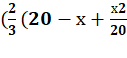 (2/3 (20 − x + x2/20